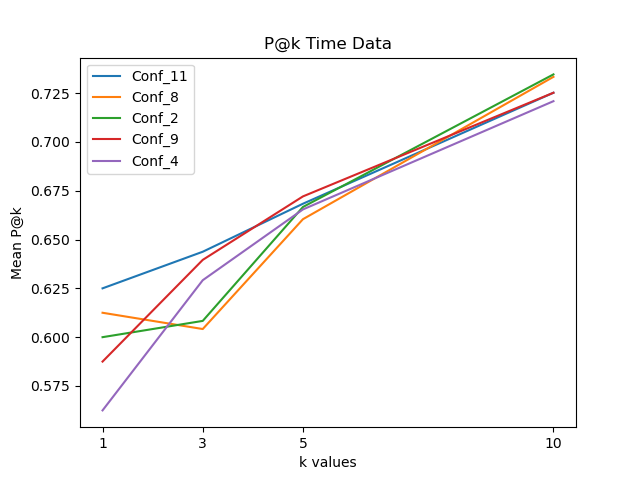 P@k Time Data
Conf_11
Conf_8
Conf_2
Conf_9
Conf_4
Mean P@k
0.725
0.700
0.675
0.650
0.625
0.600
0.575
1
3
5
10
k values